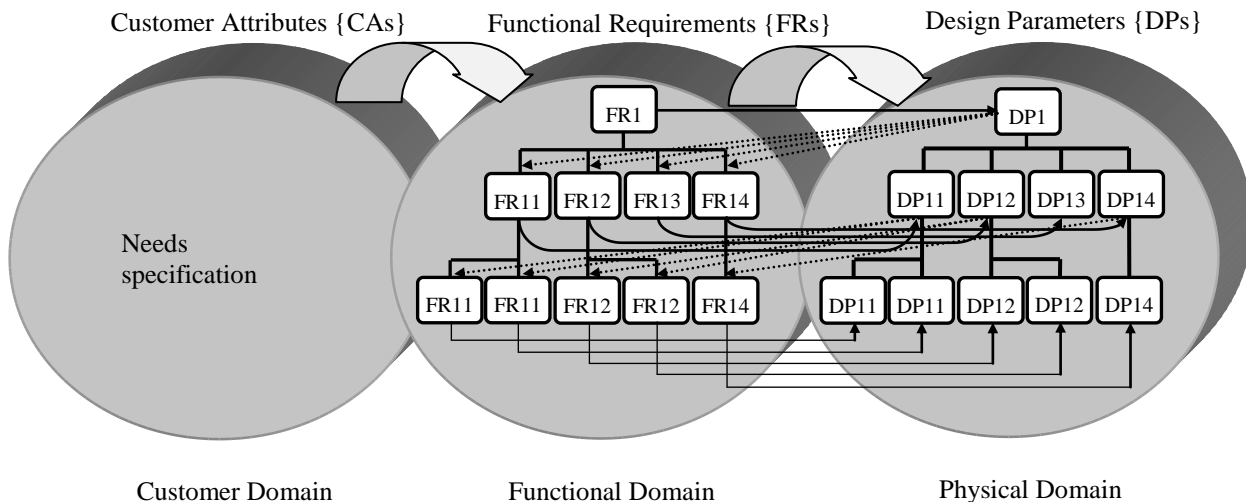 Customer Attributes {CAs}
Functional Requirements {FRs}
Design Parameters {DPs}
FR1
DP1
FR11
FR12
FR13
FR14
DP11
DP12
DP13
DP14
Needs
specification
FR11
FR11
FR12
FR12
FR14
DP11
DP11
DP12
DP12
DP14
Customer Domain
Functional Domain
Physical Domain